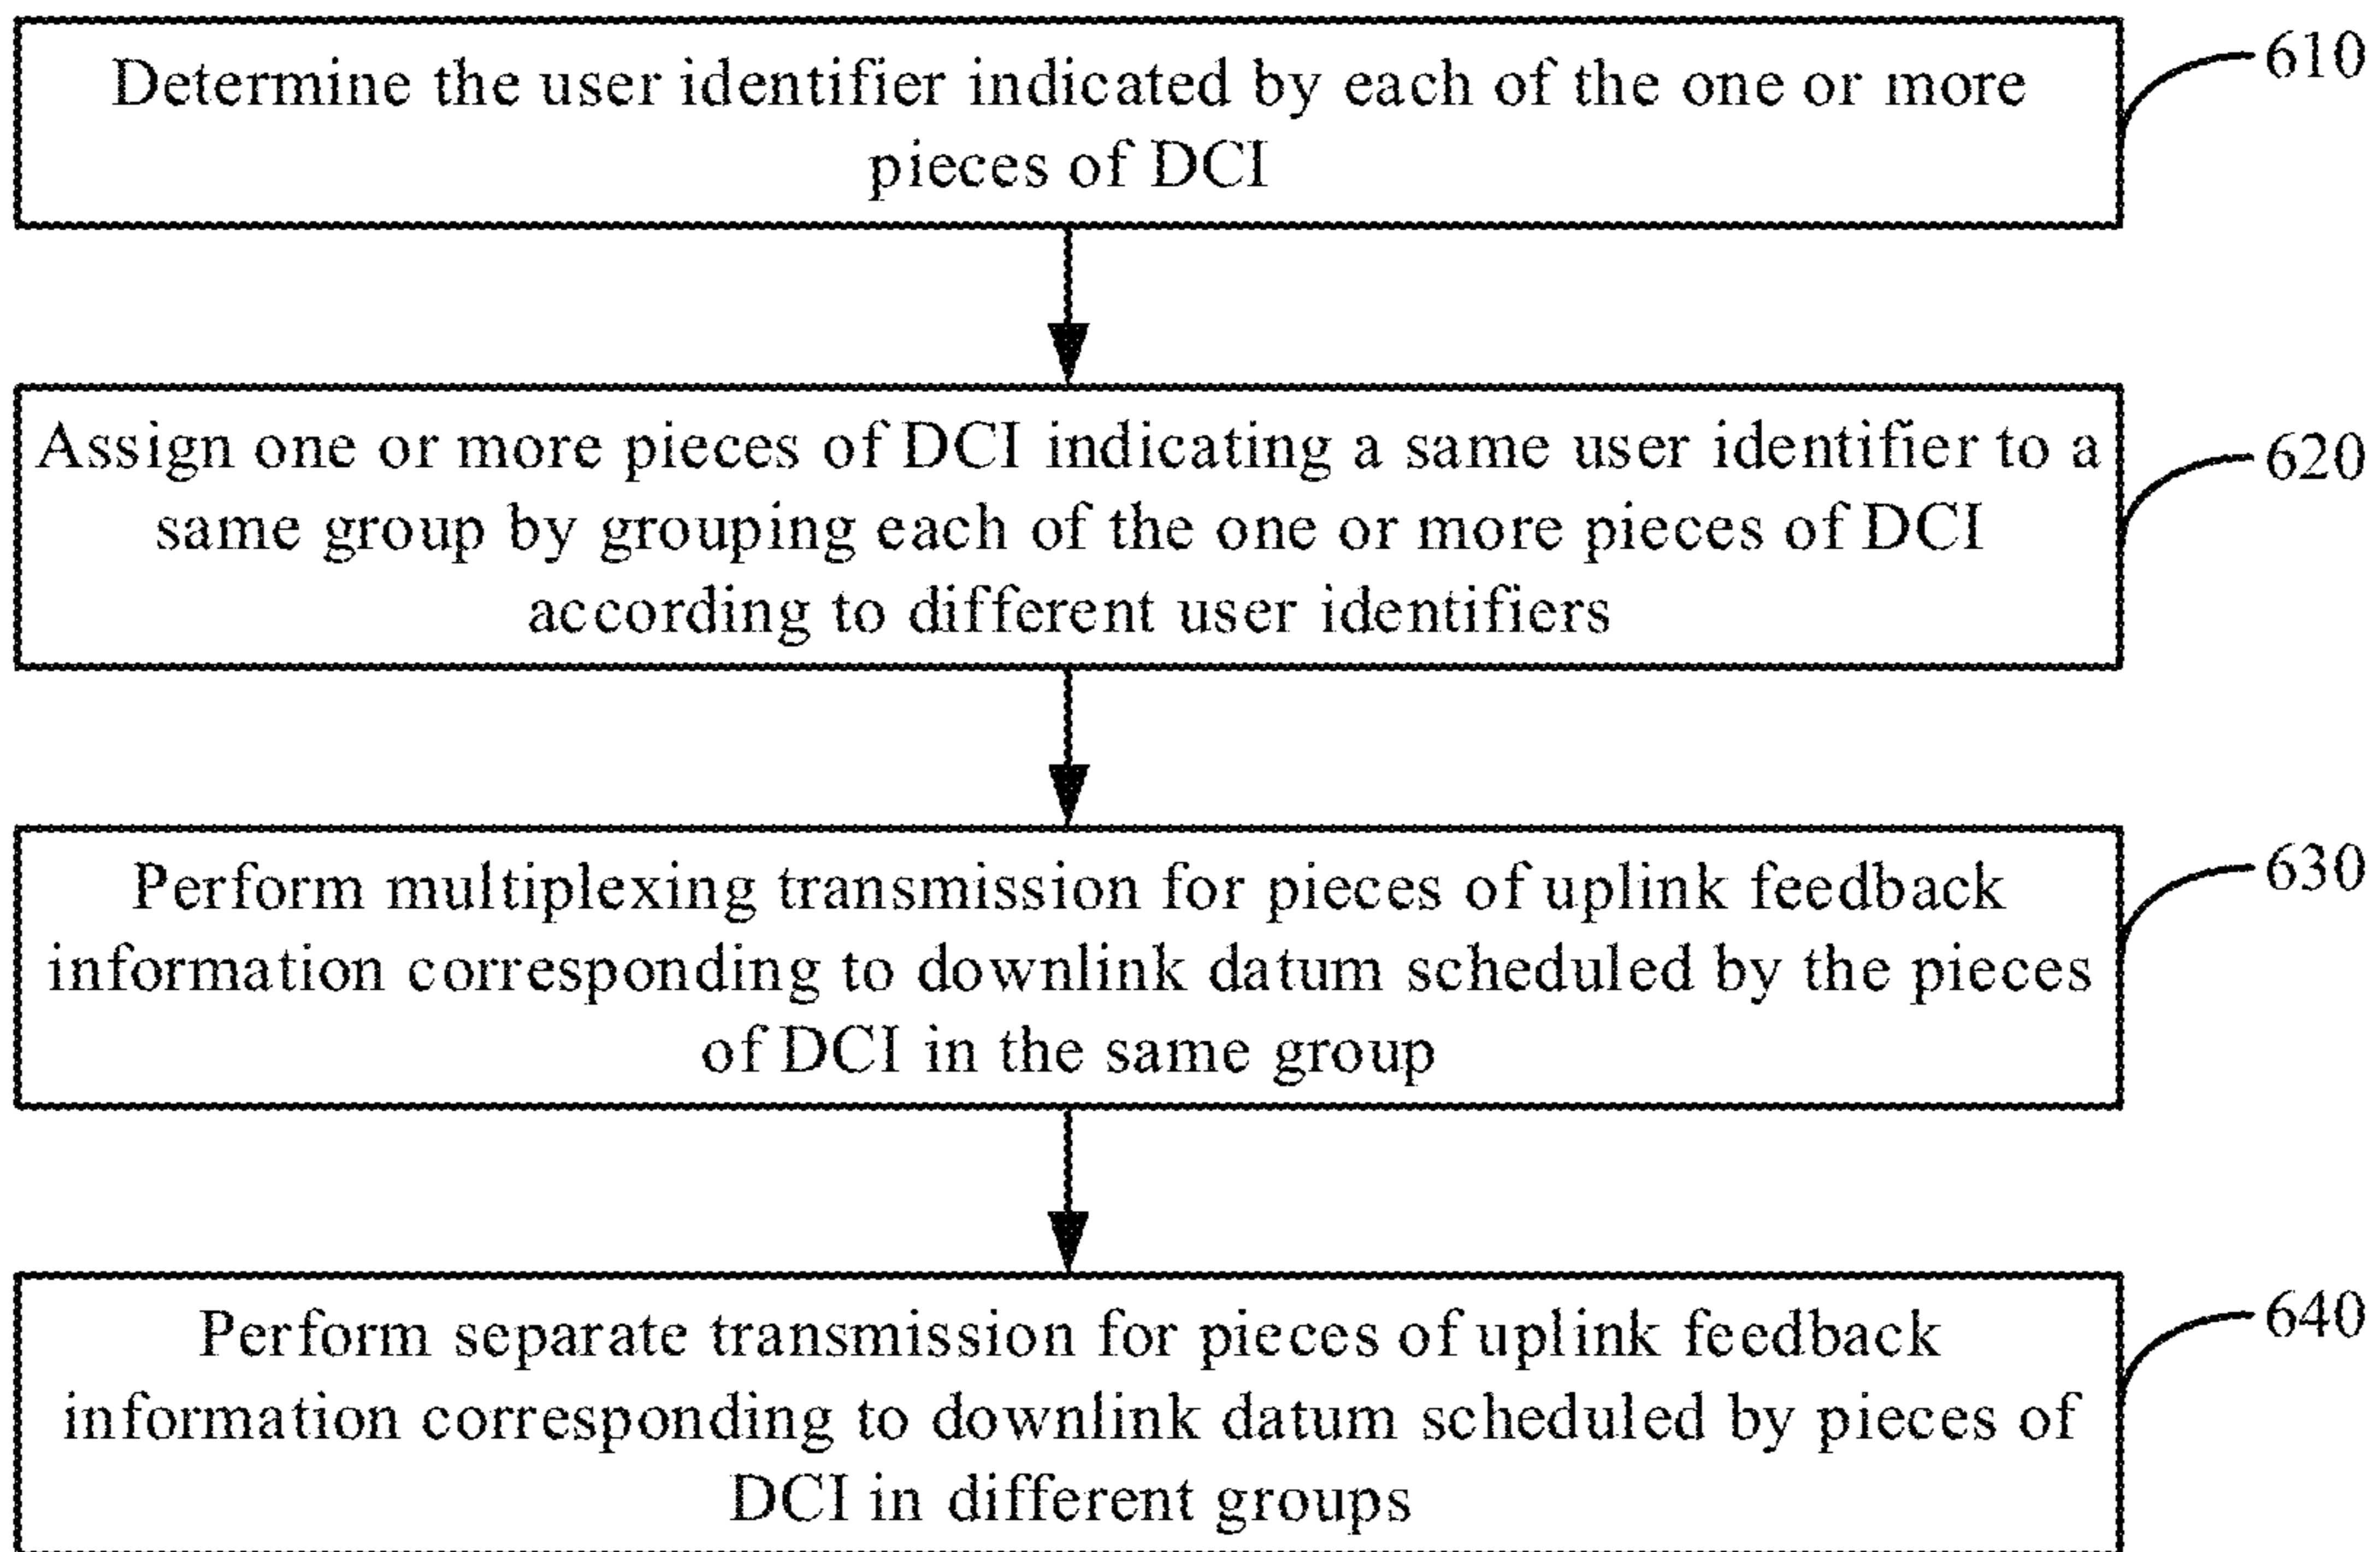 Determine the user identifier indicated by each of the one or more
pieces of DCI
610
Assign one or more pieces of DCI indicating a same user identifier to a
same group by grouping each of the one or more pieces of DCI
according to different user identifiers
620
Perform multiplexing transmission for pieces of uplink feedback
information corresponding to downlink datum scheduled by the pieces
of DCI in the same group
630
Perform separate transmission for pieces of uplink feedback
information corresponding to downlink datum scheduled by pieces of
DCI in different groups
640